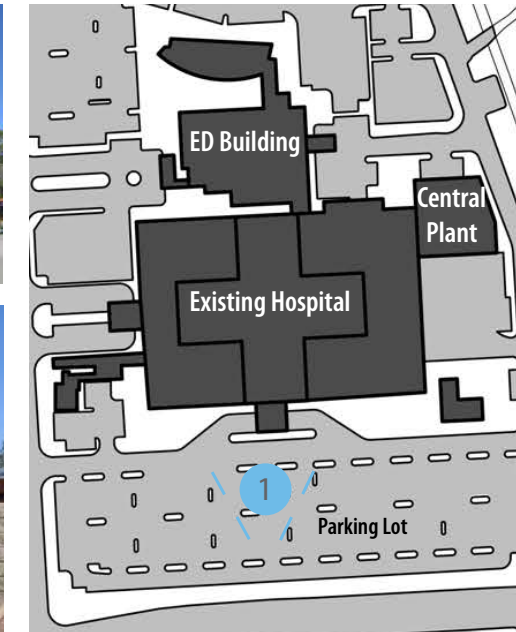 ED Building
Central
Plant
Existing Hospital
1
Parking Lot